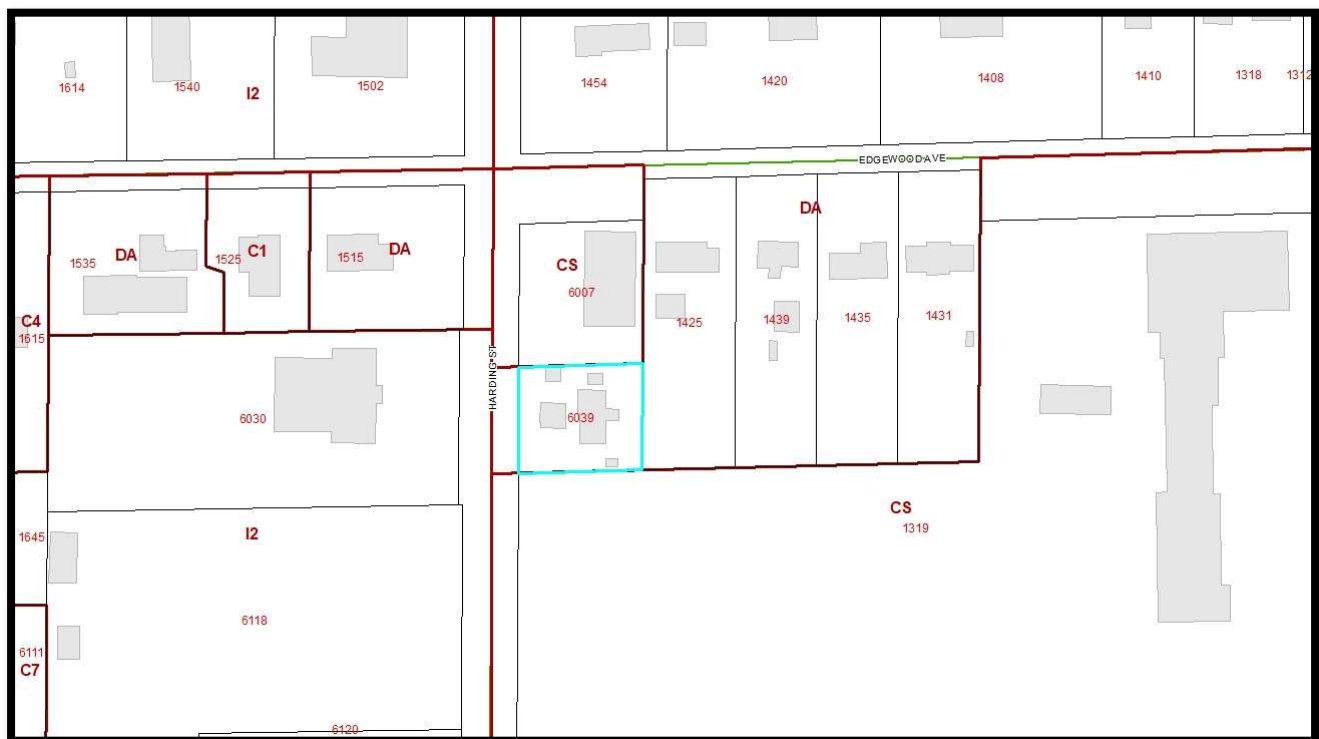 1614
1540
I2
1502
1454
1420
1408
1410
1318
1312
EDGEWOOD AVE
1535
DA
1525
C1
1515
DA
CS
6007
DA
1425
1439
1435
1431
C4
1615
HARDING ST
6030
6039
CS
1319
1645
I2
6118
6111
C7
6120